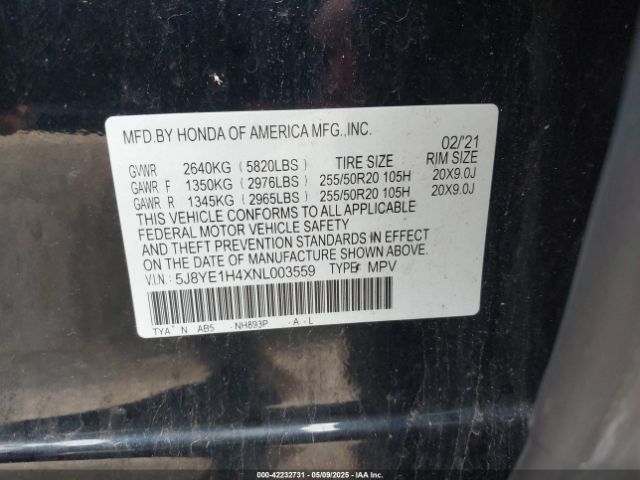 MFD.BY HONDA OF AMERICA MFG.,INC.
02/'21
GVWR 2640KG (5820LBS) TIRE SIZE RIM SIZE
GAWR F 1350KG (2976LBS) 255/50R20 105H 20X9.0J
GAWR R 1345KG (2965LBS) 255/50R20 105H 20X9.0J
THIS VEHICLE CONFORMS TO ALL APPLICABLE
FEDERAL MOTOR VEHICLE SAFETY
AND THEFT PREVENTION STANDARDS IN EFFECT
ON THE DATE OF MANUFACTURE SHOWN ABOVE.
V.I.N.: 5J8YE1H4XNL003559 TYPE: MPV
TYA N AB5 -NH893P -A -L
000-42232731 - 05/09/2025 - IAA Inc.